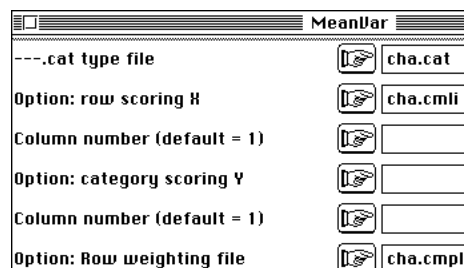 MeanVar
---.cat type file cha.cat
Option: row scoring X cha.cmli
Column number (default = 1)
Option: category scoring Y
Column number (default = 1)
Option: Row weighting file cha.cmpl